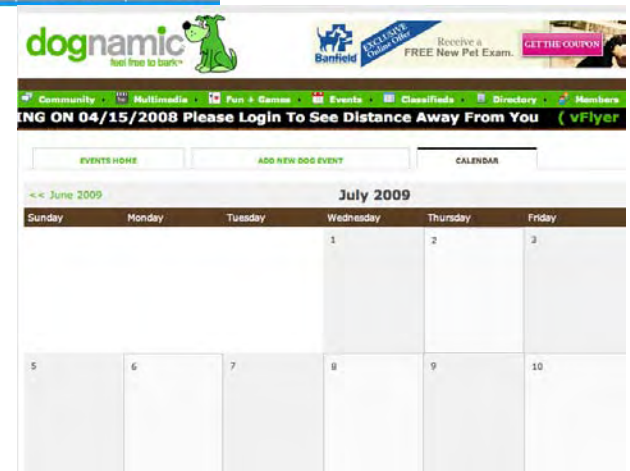 dognamic
feel free to bark™
Banfield
EXCLUSIVE
Online Offer
Receive a
FREE New Pet Exam.
GET THE COUPON
Community Multimedia Fun + Games Events Classifieds Directory Members
ING ON 04/15/2008 Please Login To See Distance Away From You ( vFlyer
EVENTS HOME ADD NEW DOG EVENT CALENDAR
<< June 2009 July 2009
Sunday Monday Tuesday Wednesday Thursday Friday
1 2 3
5 6 7 8 9 10